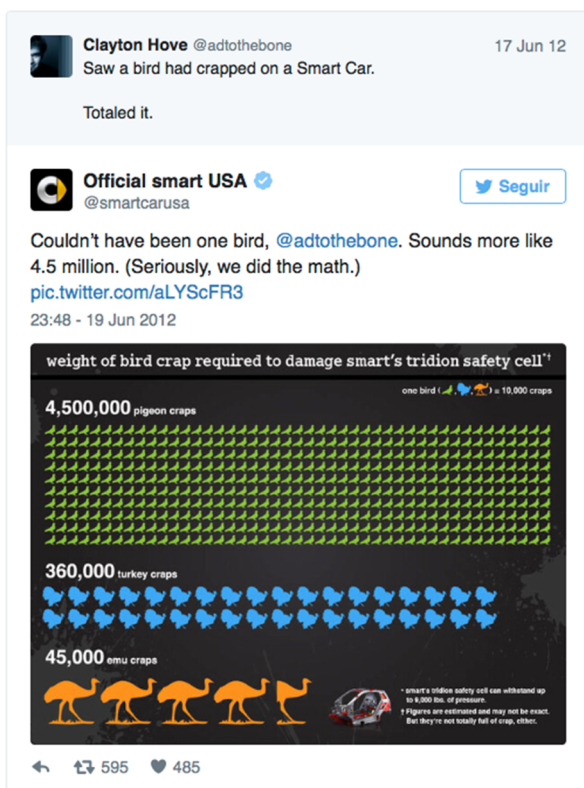 Clayton Hove @adtothebone
17 Jun 12
Saw a bird had crapped on a Smart Car.
Totaled it.
Official smart USA
@smartcarusa
Seguir
Couldn't have been one bird, @adtothebone. Sounds more like
4.5 million. (Seriously, we did the math.)
pic.twitter.com/aLYScFR3
23:48 - 19 Jun 2012
weight of bird crap required to damage smart's tridion safety cell*†
one bird ( , , ) = 10,000 craps
4,500,000 pigeon craps
360,000 turkey craps
45,000 emu craps
* smart's tridion safety cell can withstand up
to 9,000 lbs. of pressure.
† Figures are estimated and may not be exact.
But they're not totally full of crap, either.
595
485